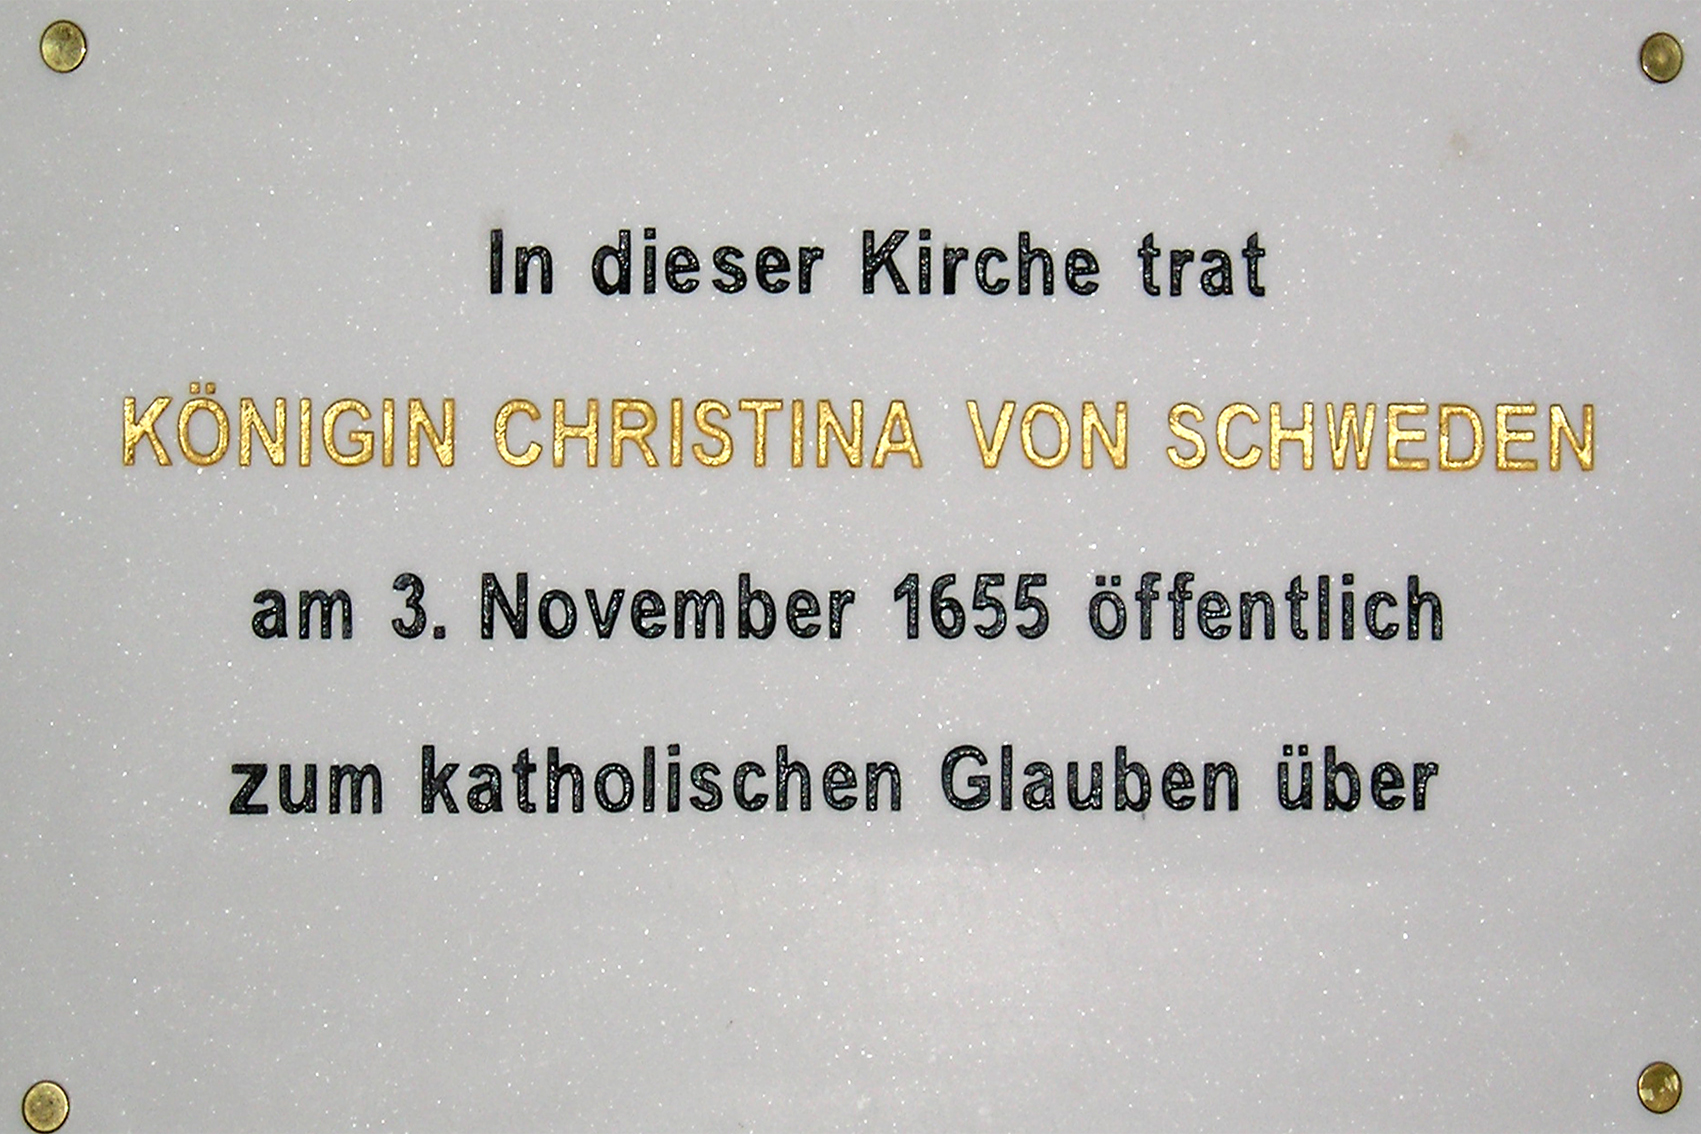 In dieser Kirche trat
KÖNIGIN CHRISTINA VON SCHWEDEN
am 3. November 1655 öffentlich
zum katholischen Glauben über